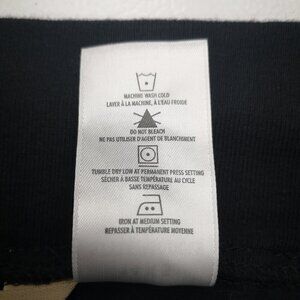 MACHINE WASH COLD
LAVER À LA MACHINE, À L'EAU FROIDE
DO NOT BLEACH
NE PAS UTILISER D'AGENT DE BLANCHIMENT
TUMBLE DRY LOW AT PERMANENT PRESS SETTING
SÉCHER À BASSE TEMPÉRATURE AU CYCLE
SANS REPASSAGE
IRON AT MEDIUM SETTING
REPASSER À TEMPÉRATURE MOYENNE